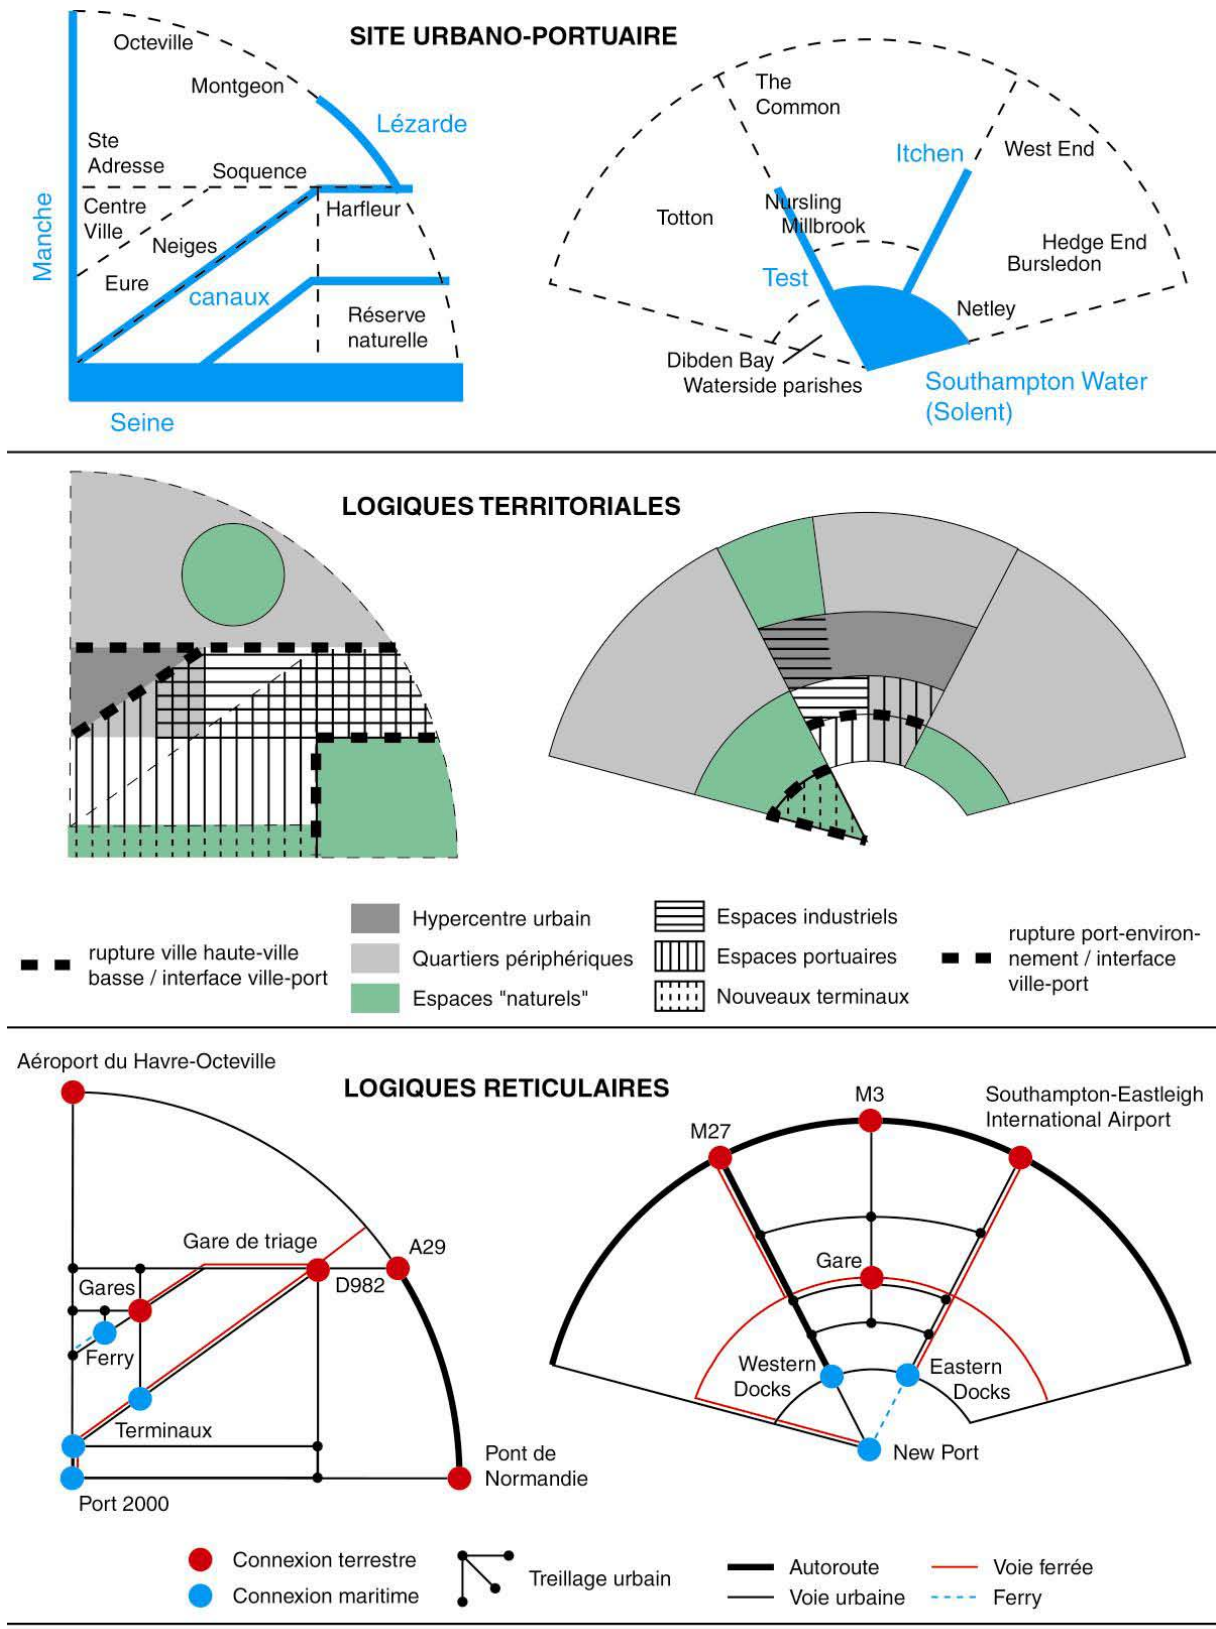 SITE URBANO-PORTUAIRE
Octeville
Montgeon
Lézarde
Ste
Adresse
Soquence
Centre
Ville
Harfleur
Neiges
Eure
canaux
Réserve
naturelle
Manche
Seine
The
Common
Itchen
West End
Totton
Nursling
Millbrook
Hedge End
Bursledon
Test
Netley
Dibden Bay
Waterside parishes
Southampton Water
(Solent)
LOGIQUES TERRITORIALES
rupture ville haute-ville
basse / interface ville-port
Hypercentre urbain
Quartiers périphériques
Espaces "naturels"
Espaces industriels
Espaces portuaires
Nouveaux terminaux
rupture port-environ-
nement / interface
ville-port
LOGIQUES RETICULAIRES
Aéroport du Havre-Octeville
Gare de triage
A29
D982
Gares
Ferry
Terminaux
Port 2000
Pont de
Normandie
M27
M3
Southampton-Eastleigh
International Airport
Gare
Western
Docks
Eastern
Docks
New Port
Connexion terrestre
Connexion maritime
Treillage urbain
Autoroute
Voie urbaine
Voie ferrée
Ferry